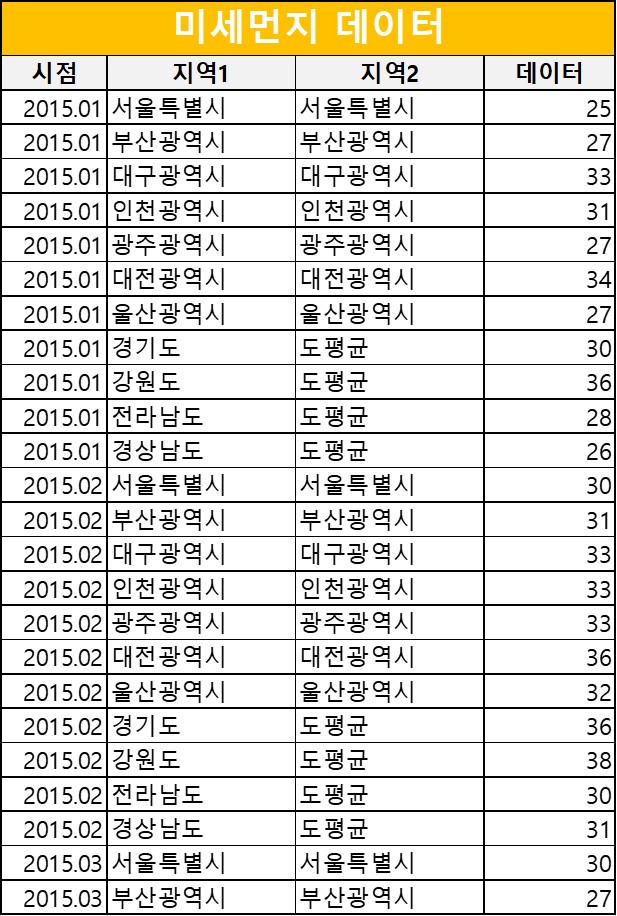 미세먼지 데이터
시점 지역1 지역2 데이터
2015.01 서울특별시 서울특별시 25
2015.01 부산광역시 부산광역시 27
2015.01 대구광역시 대구광역시 33
2015.01 인천광역시 인천광역시 31
2015.01 광주광역시 광주광역시 27
2015.01 대전광역시 대전광역시 34
2015.01 울산광역시 울산광역시 27
2015.01 경기도 도평균 30
2015.01 강원도 도평균 36
2015.01 전라남도 도평균 28
2015.01 경상남도 도평균 26
2015.02 서울특별시 서울특별시 30
2015.02 부산광역시 부산광역시 31
2015.02 대구광역시 대구광역시 33
2015.02 인천광역시 인천광역시 33
2015.02 광주광역시 광주광역시 33
2015.02 대전광역시 대전광역시 36
2015.02 울산광역시 울산광역시 32
2015.02 경기도 도평균 36
2015.02 강원도 도평균 38
2015.02 전라남도 도평균 30
2015.02 경상남도 도평균 31
2015.03 서울특별시 서울특별시 30
2015.03 부산광역시 부산광역시 27